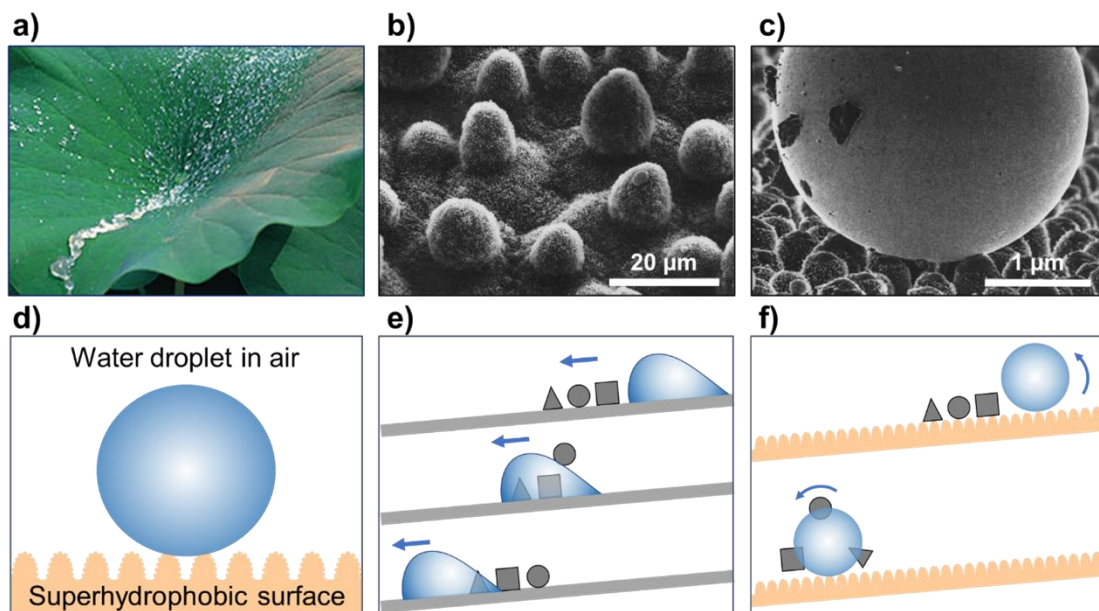 a)
b)
c)
20 µm
1 µm
d)
e)
f)
Water droplet in air
Superhydrophobic surface